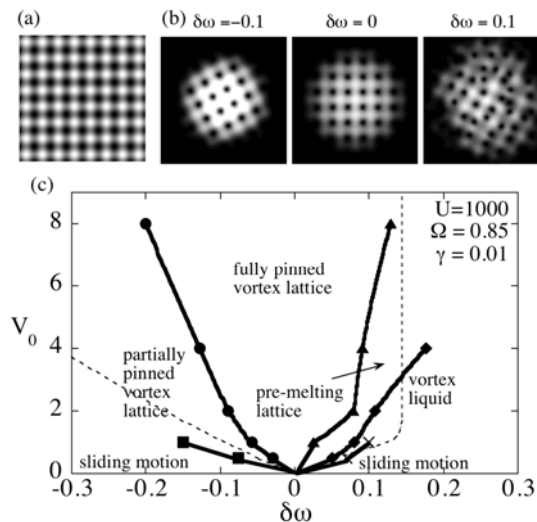 (a)
(b) δω =−0.1 δω = 0 δω = 0.1
(c)
8
6
4
2
0
V₀
U=1000
Ω = 0.85
γ = 0.01
fully pinned
vortex lattice
partially
pinned
vortex
lattice
pre-melting
lattice
vortex
liquid
sliding motion
sliding motion
-0.3 -0.2 -0.1 0 0.1 0.2 0.3
δω